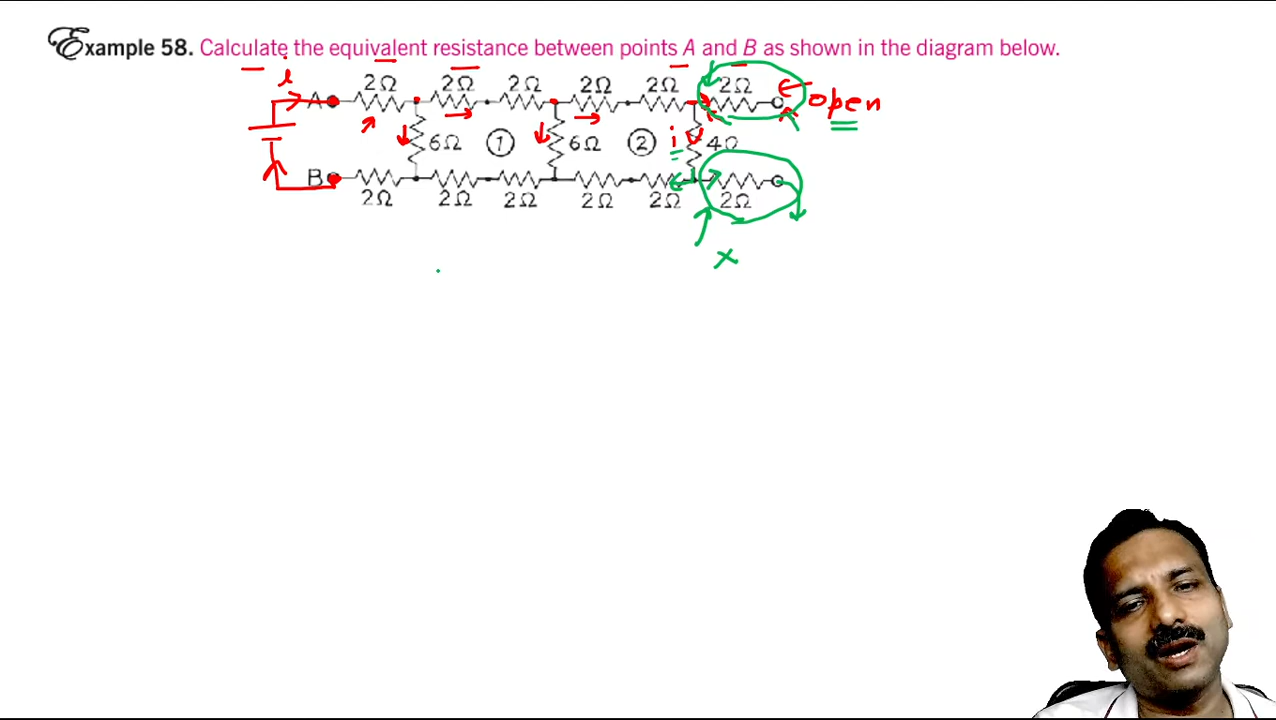 Example 58. Calculate the equivalent resistance between points A and B as shown in the diagram below.
i
2Ω 2Ω 2Ω 2Ω 2Ω 2Ω
A open
6Ω 1 6Ω 2 i 4Ω
B
2Ω 2Ω 2Ω 2Ω 2Ω 2Ω
x